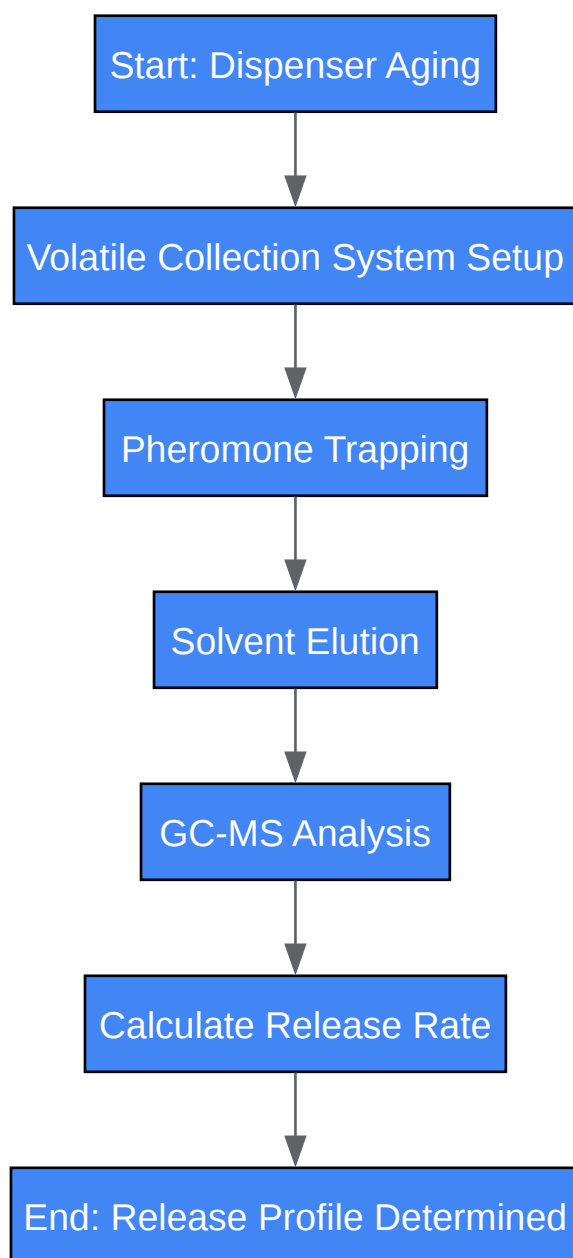 Start: Dispenser Aging
Volatile Collection System Setup
Pheromone Trapping
Solvent Elution
GC-MS Analysis
Calculate Release Rate
End: Release Profile Determined